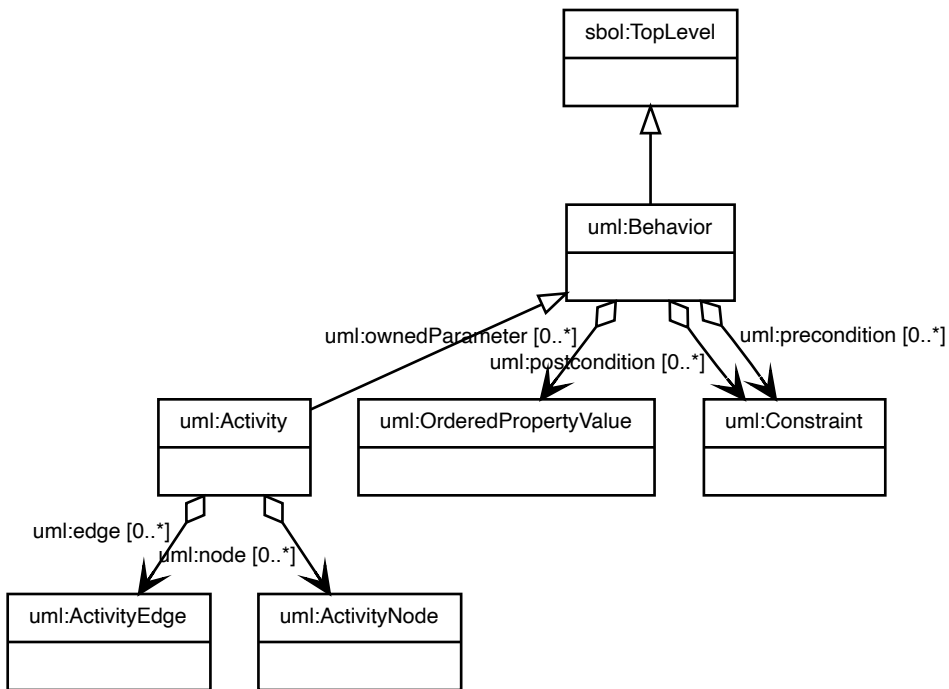 sbol:TopLevel
uml:Behavior
uml:ownedParameter [0..*]
uml:precondition [0..*]
uml:postcondition [0..*]
uml:Activity
uml:OrderedPropertyValue
uml:Constraint
uml:edge [0..*]
uml:node [0..*]
uml:ActivityEdge
uml:ActivityNode